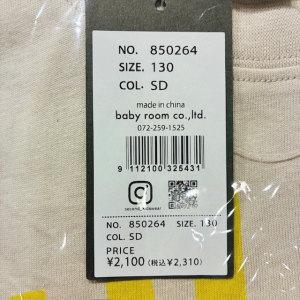 NO. 850264
SIZE. 130
COL. SD
made in china
baby room co.,ltd.
072-259-1525
9 112100 325431
NO. 850264 SIZE. 130
COL. SD
PRICE
¥2,100 (税込¥2,310)